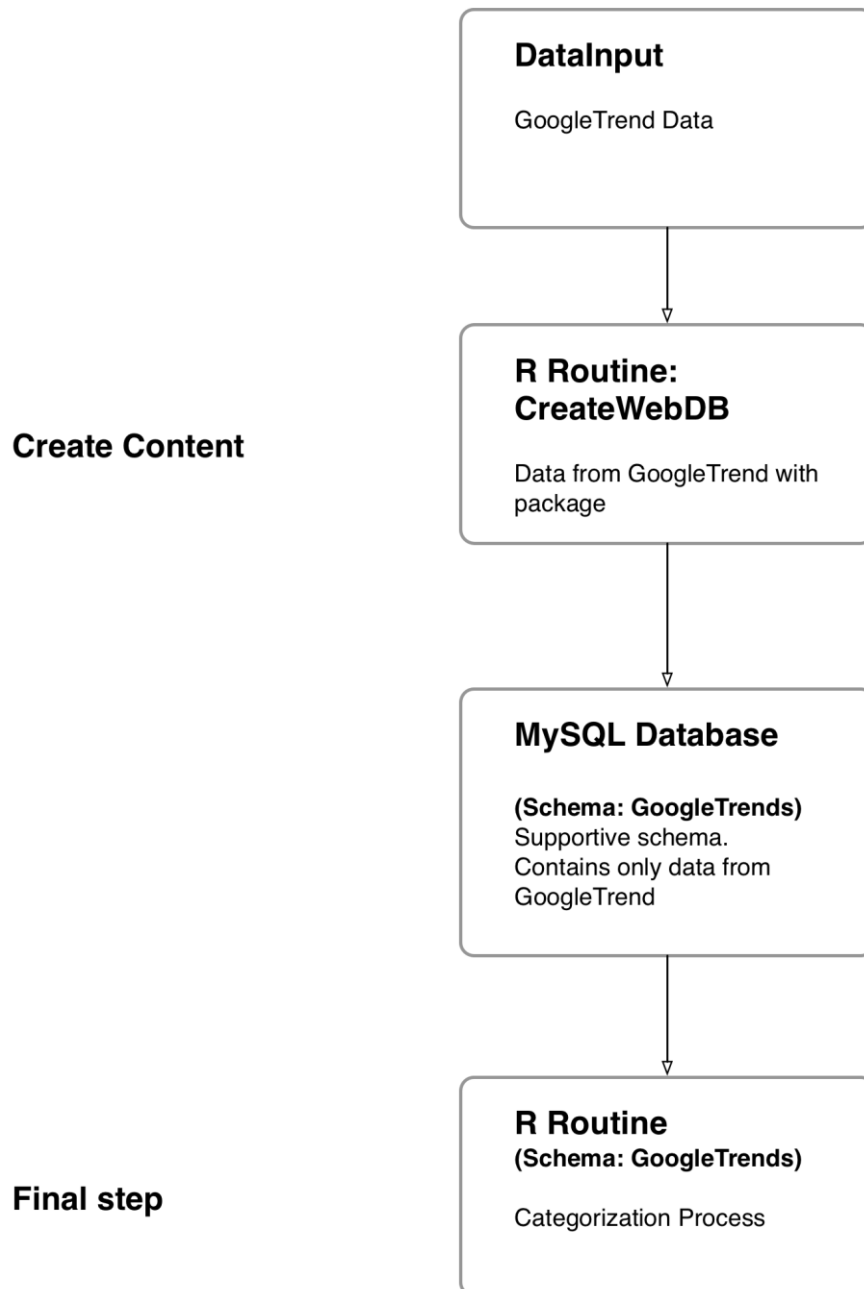 DataInput
GoogleTrend Data
Create Content
R Routine:
CreateWebDB
Data from GoogleTrend with
package
MySQL Database
(Schema: GoogleTrends)
Supportive schema.
Contains only data from
GoogleTrend
Final step
R Routine
(Schema: GoogleTrends)
Categorization Process